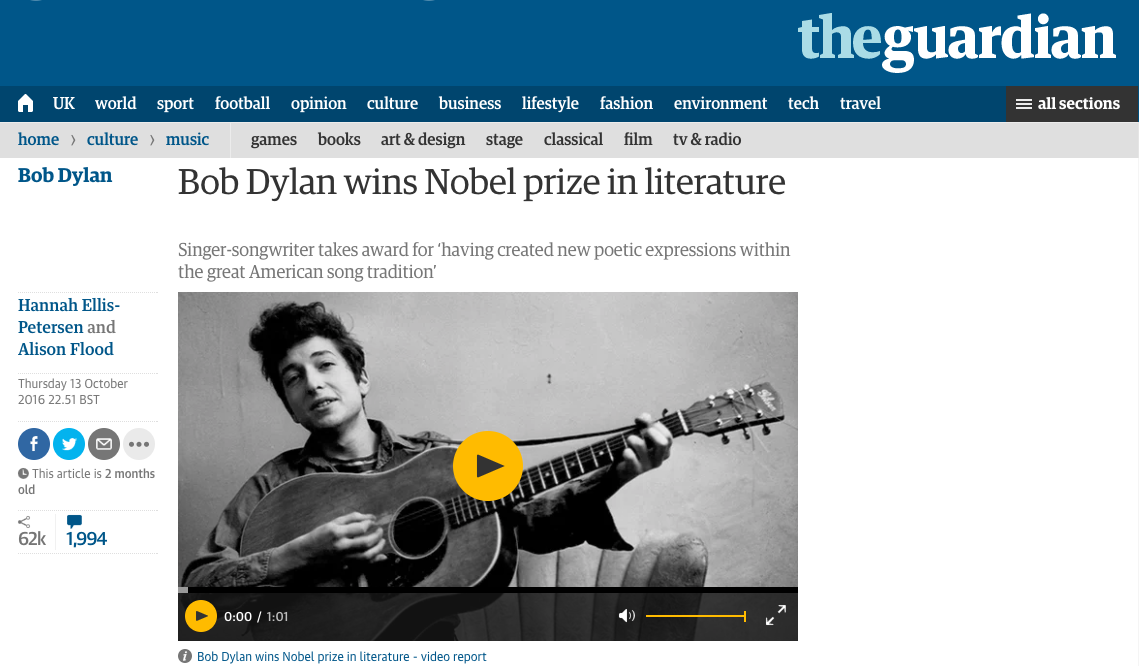 theguardian
UK world sport football opinion culture business lifestyle fashion environment tech travel all sections
home › culture › music games books art & design stage classical film tv & radio
Bob Dylan
Bob Dylan wins Nobel prize in literature
Singer-songwriter takes award for ‘having created new poetic expressions within
the great American song tradition’
Hannah Ellis-
Petersen and
Alison Flood
Thursday 13 October
2016 22.51 BST
This article is 2 months
old
62k 1,994
0:00 / 1:01
Bob Dylan wins Nobel prize in literature - video report